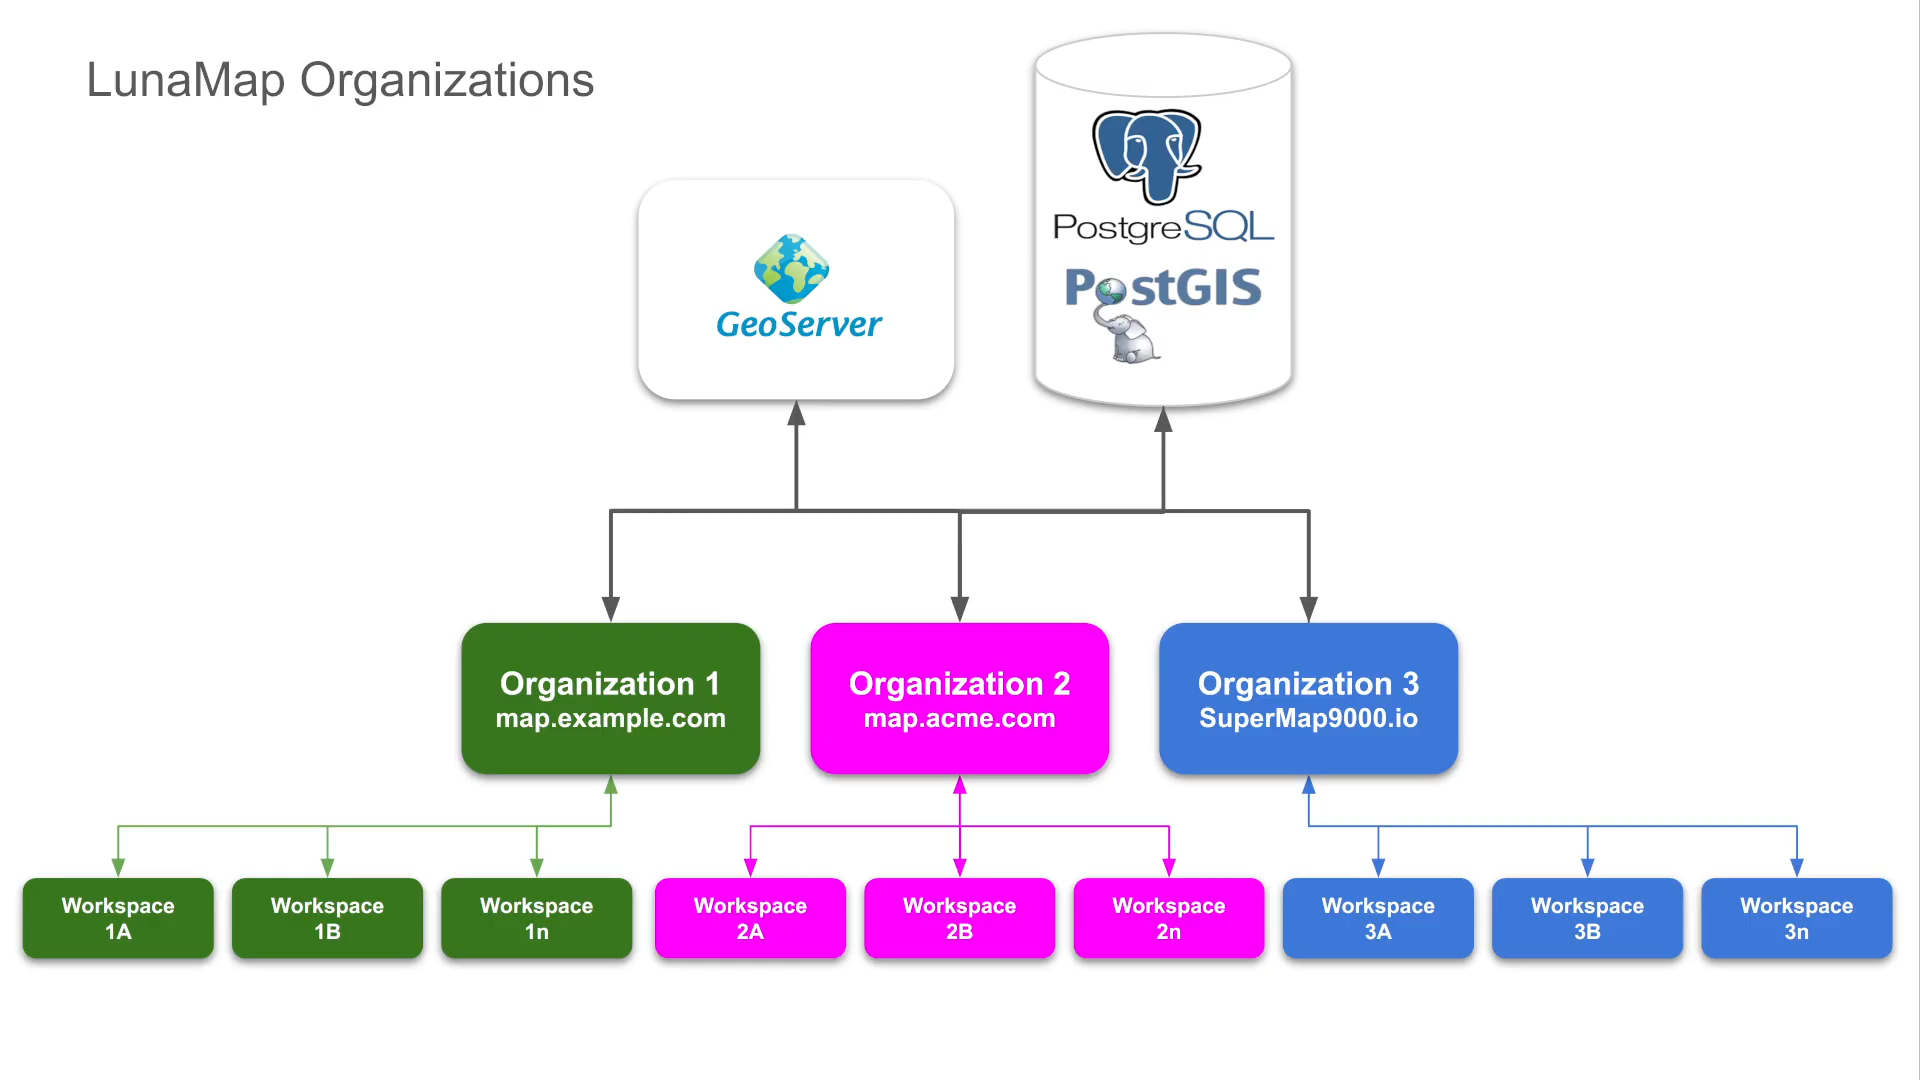 LunaMap Organizations
PostgreSQL
PostGIS
GeoServer
Organization 1
map.example.com
Organization 2
map.acme.com
Organization 3
SuperMap9000.io
Workspace
1A
Workspace
1B
Workspace
1n
Workspace
2A
Workspace
2B
Workspace
2n
Workspace
3A
Workspace
3B
Workspace
3n